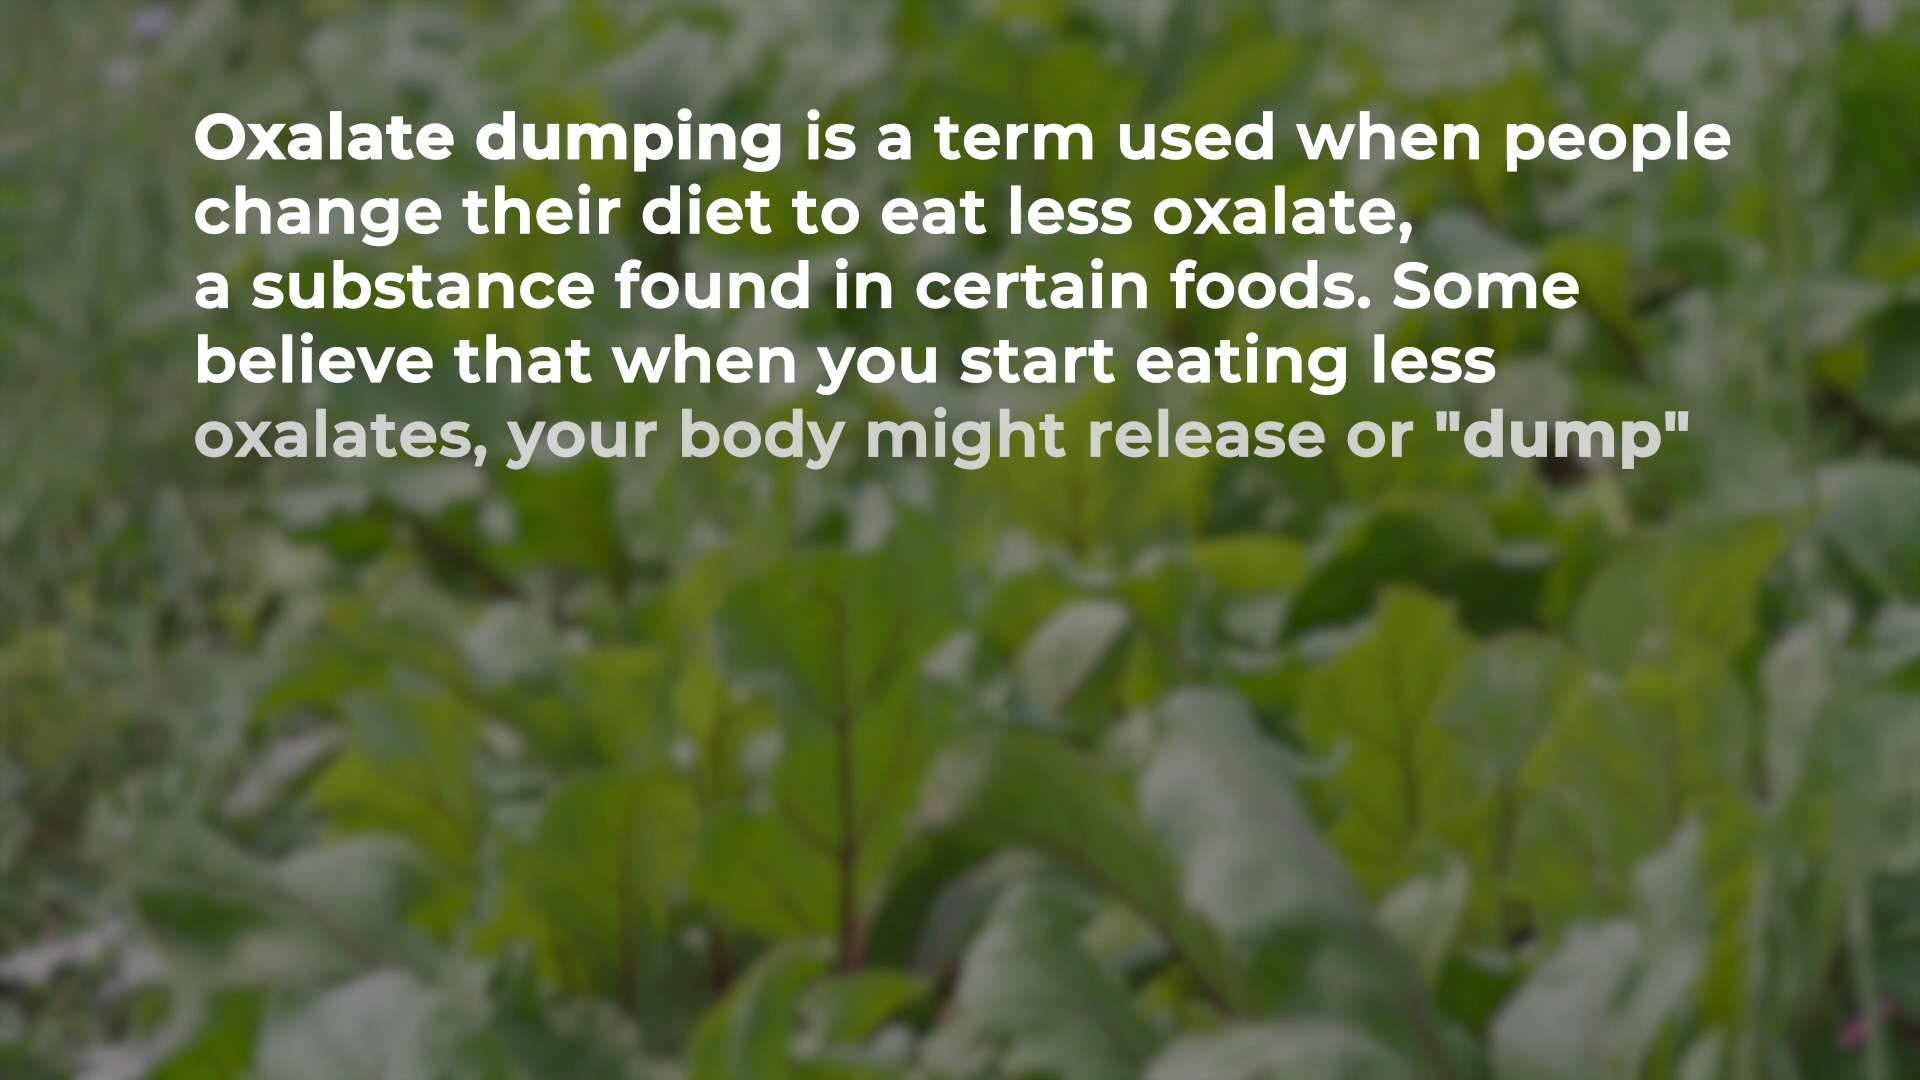 Oxalate dumping is a term used when people
change their diet to eat less oxalate,
a substance found in certain foods. Some
believe that when you start eating less
oxalates, your body might release or "dump"